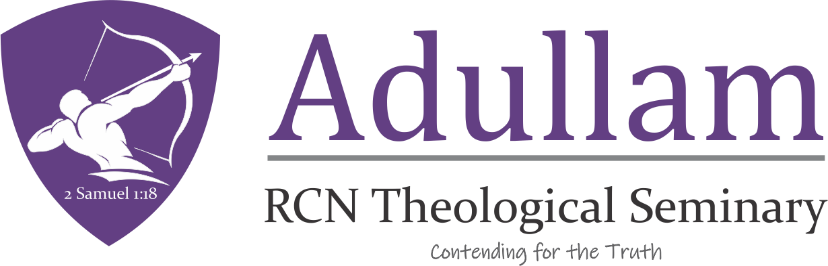 2 Samuel 1:18
Adullam
RCN Theological Seminary
Contending for the Truth